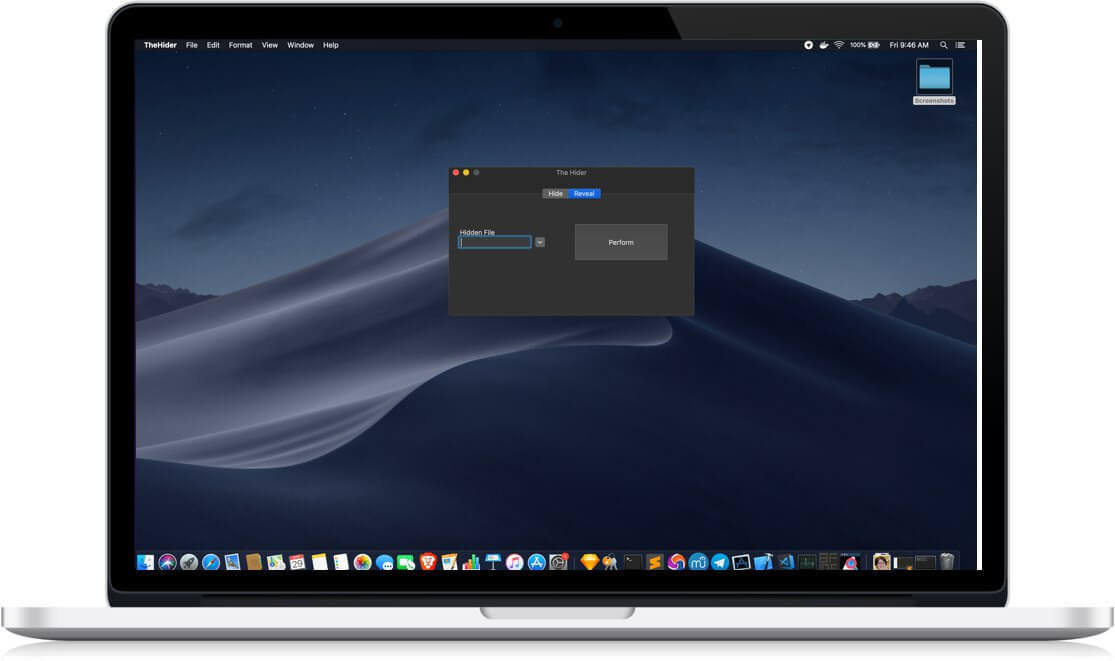 TheHider File Edit Format View Window Help 100% Fri 9:46 AM
Screenshots
The Hider
Hide Reveal
Hidden File
Perform
29